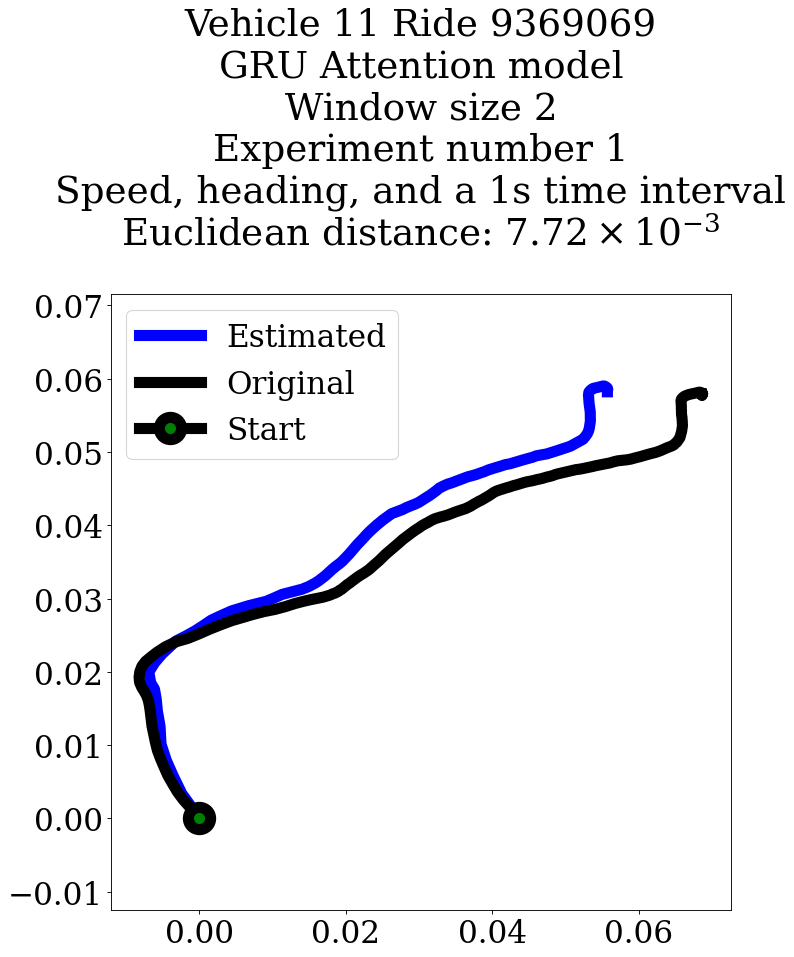 Vehicle 11 Ride 9369069
GRU Attention model
Window size 2
Experiment number 1
Speed, heading, and a 1s time interval
Euclidean distance: 7.72 × 10⁻³
0.07
0.06
0.05
0.04
0.03
0.02
0.01
0.00
−0.01
Estimated
Original
Start
0.00 0.02 0.04 0.06